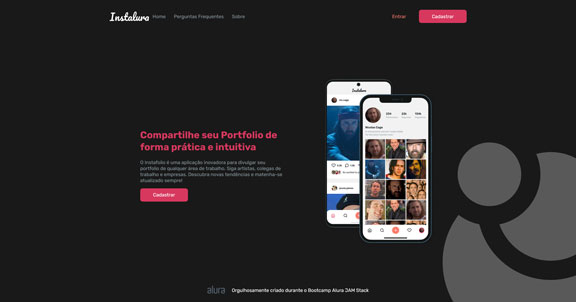 Instalura
Home Perguntas Frequentes Sobre
Entrar
Cadastrar
Compartilhe seu Portfolio de
forma prática e intuitiva
O Instafolio é uma aplicação inovadora para divulgar seu
portfolio de qualquer área de trabalho. Siga artistas, colegas de
trabalho e empresas. Descubra novas tendências e matenha-se
atualizado sempre!
Cadastrar
Instalura
Nicolas Cage
alura
Orgulhosamente criado durante o Bootcamp Alura JAM Stack